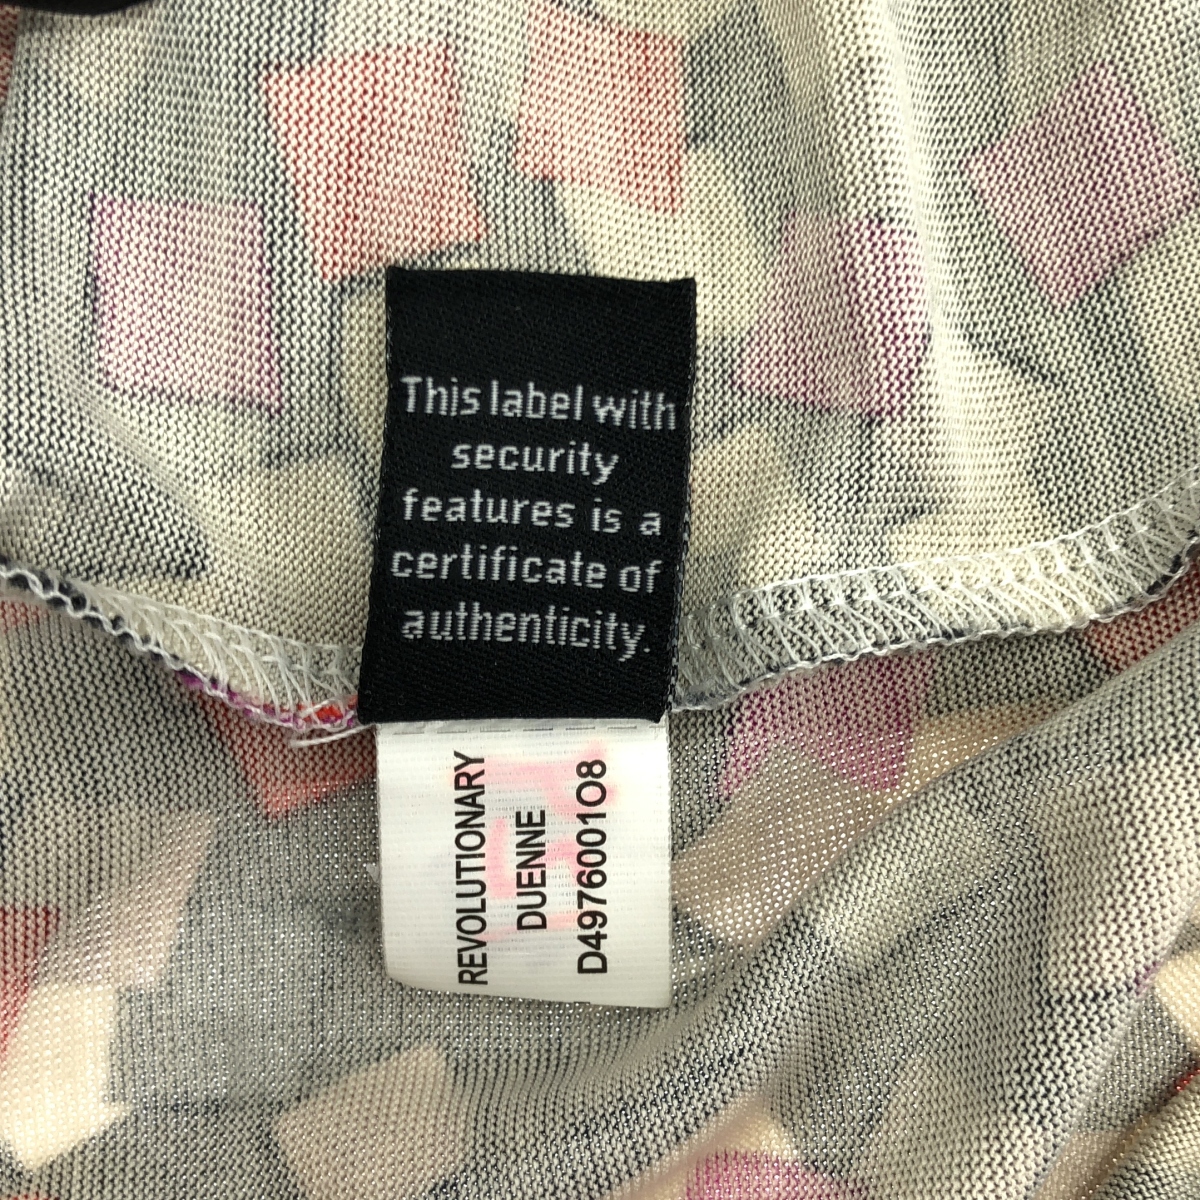 This label with
security
features is a
certificate of
authenticity.
REVOLUTIONARY
DUENNE
D4976001O8